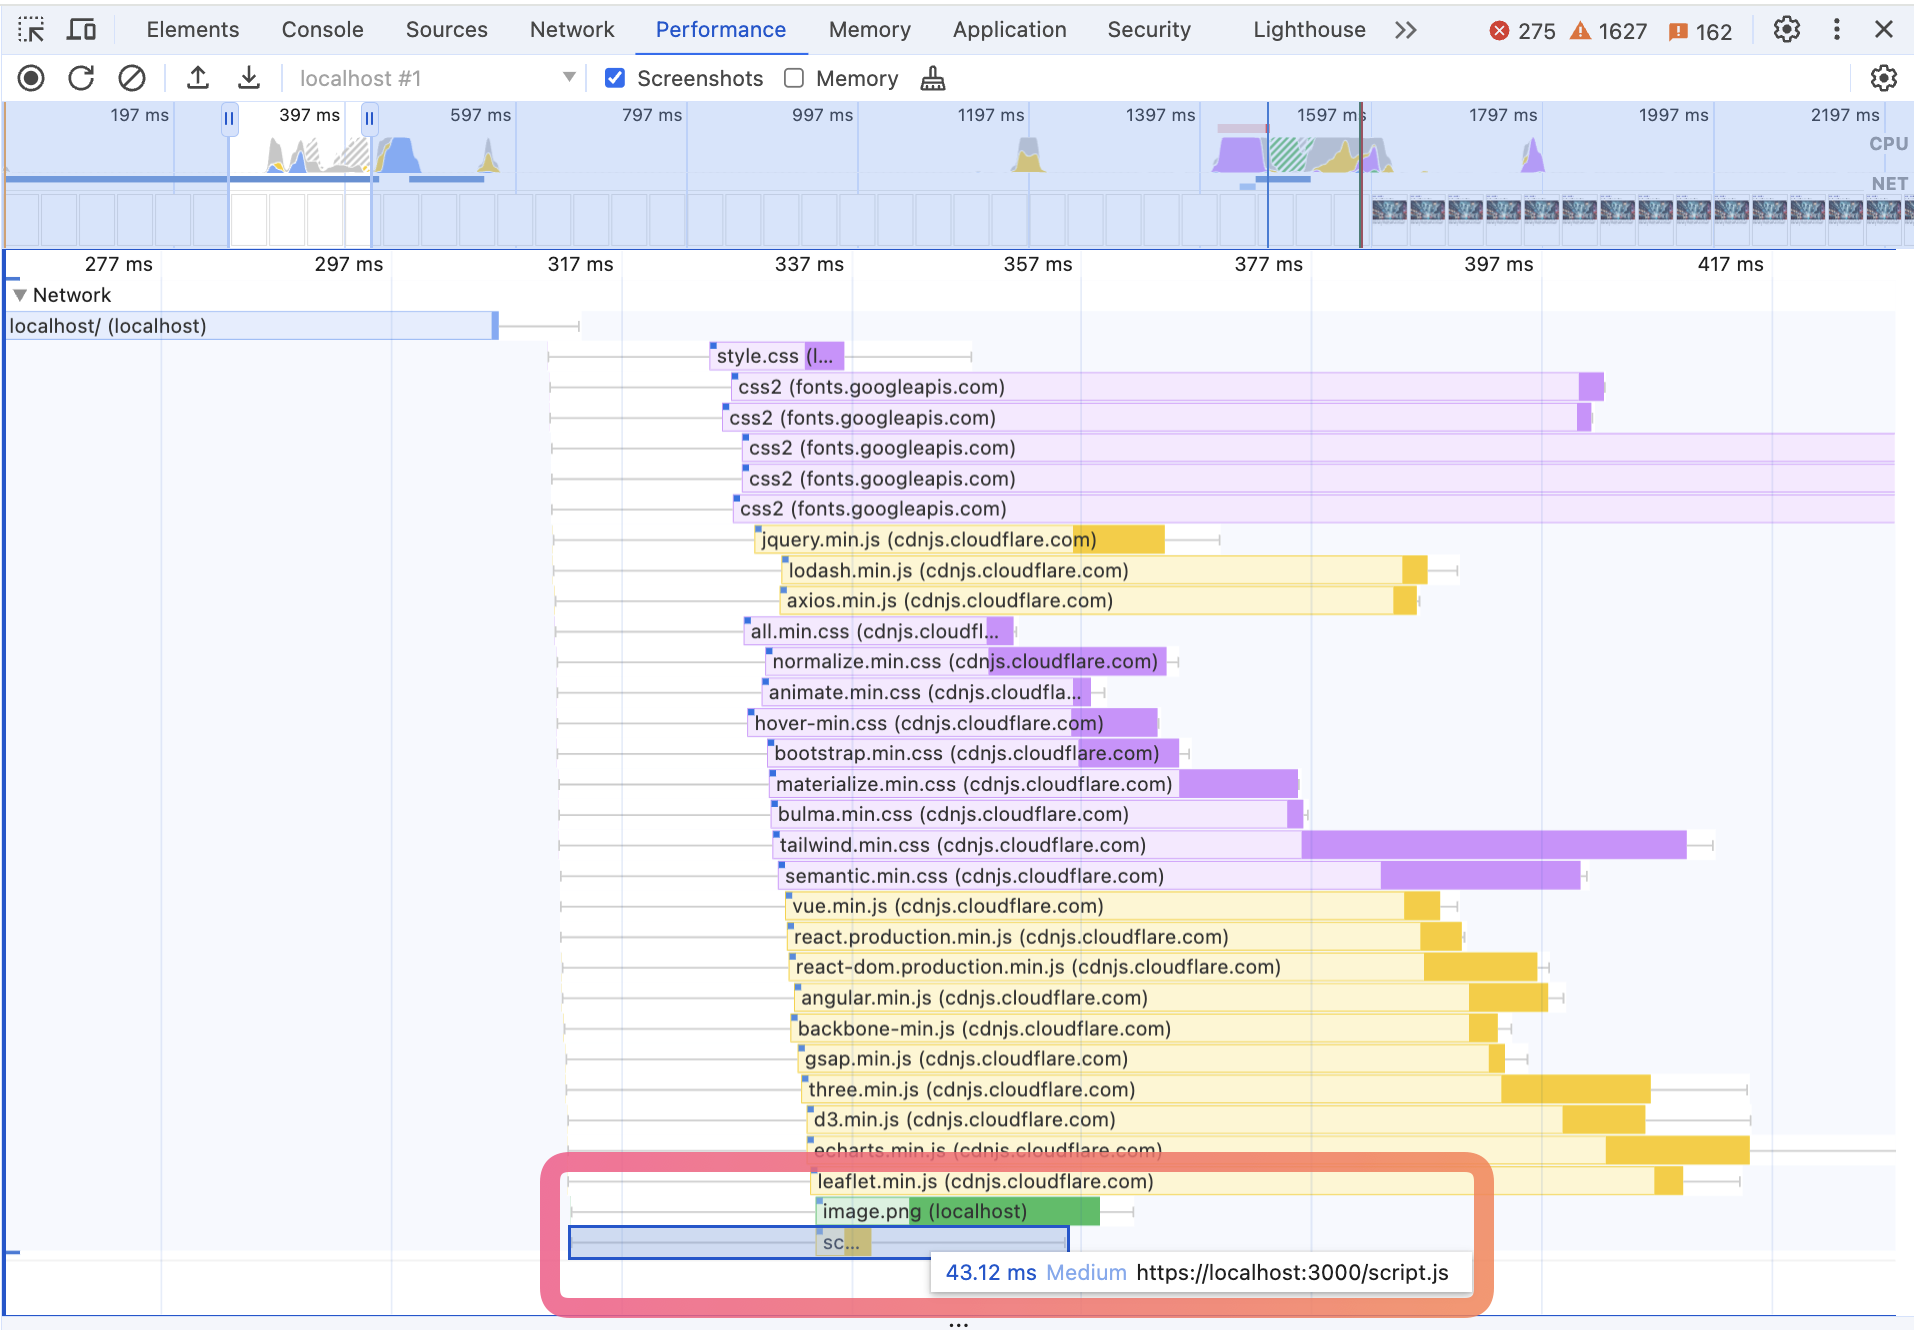 Elements Console Sources Network Performance Memory Application Security Lighthouse 275 1627 162
localhost #1 Screenshots Memory
197 ms 397 ms 597 ms 797 ms 997 ms 1197 ms 1397 ms 1597 ms 1797 ms 1997 ms 2197 ms
CPU
NET
277 ms 297 ms 317 ms 337 ms 357 ms 377 ms 397 ms 417 ms
Network
localhost/ (localhost)
style.css (l...
css2 (fonts.googleapis.com)
css2 (fonts.googleapis.com)
css2 (fonts.googleapis.com)
css2 (fonts.googleapis.com)
css2 (fonts.googleapis.com)
jquery.min.js (cdnjs.cloudflare.com)
lodash.min.js (cdnjs.cloudflare.com)
axios.min.js (cdnjs.cloudflare.com)
all.min.css (cdnjs.cloudfl...
normalize.min.css (cdnjs.cloudflare.com)
animate.min.css (cdnjs.cloudfla...
hover-min.css (cdnjs.cloudflare.com)
bootstrap.min.css (cdnjs.cloudflare.com)
materialize.min.css (cdnjs.cloudflare.com)
bulma.min.css (cdnjs.cloudflare.com)
tailwind.min.css (cdnjs.cloudflare.com)
semantic.min.css (cdnjs.cloudflare.com)
vue.min.js (cdnjs.cloudflare.com)
react.production.min.js (cdnjs.cloudflare.com)
react-dom.production.min.js (cdnjs.cloudflare.com)
angular.min.js (cdnjs.cloudflare.com)
backbone-min.js (cdnjs.cloudflare.com)
gsap.min.js (cdnjs.cloudflare.com)
three.min.js (cdnjs.cloudflare.com)
d3.min.js (cdnjs.cloudflare.com)
echarts.min.js (cdnjs.cloudflare.com)
leaflet.min.js (cdnjs.cloudflare.com)
image.png (localhost)
sc...
43.12 ms Medium https://localhost:3000/script.js